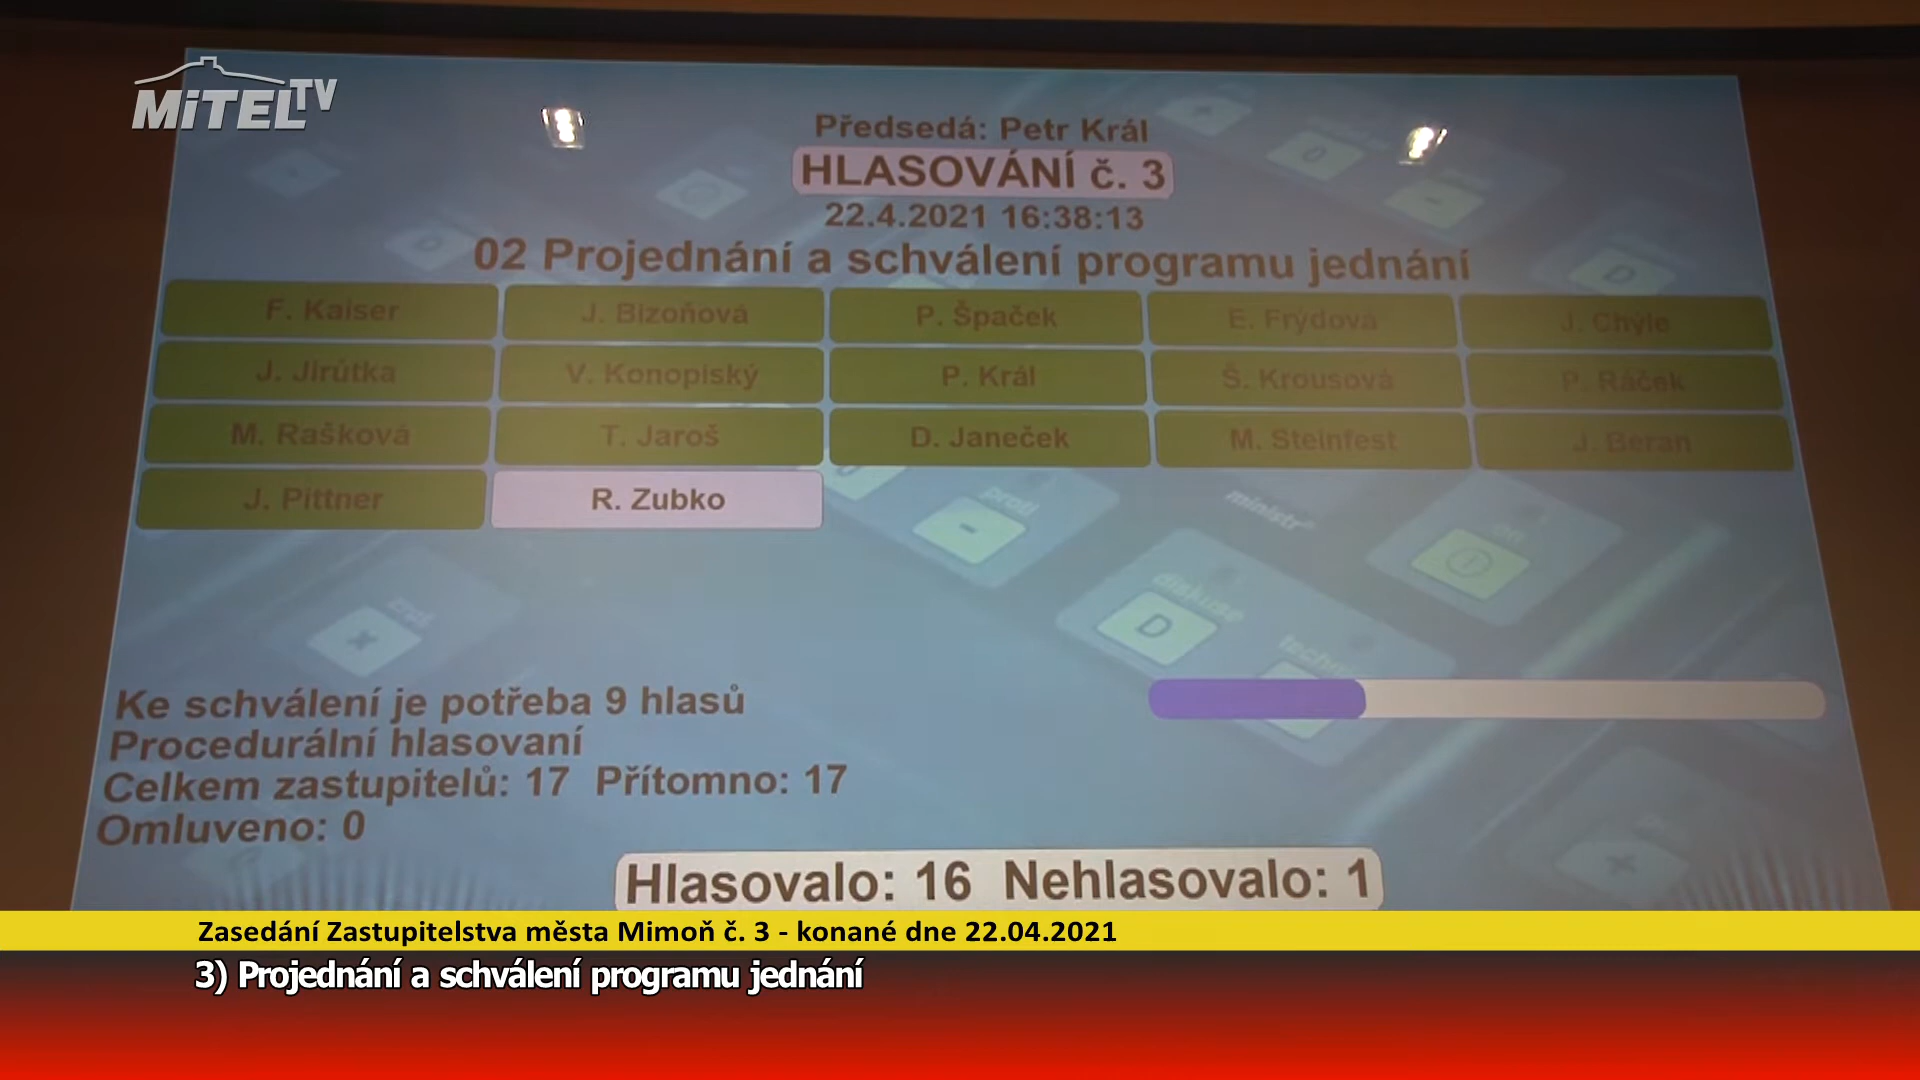 MiTEL TV
Předsedá: Petr Král
HLASOVÁNÍ č. 3
22.4.2021 16:38:13
02 Projednání a schválení programu jednání
F. Kaiser J. Bizoňová P. Špaček E. Frýdová J. Chýle
J. Jirůtka V. Konopiský P. Král Š. Krousová P. Ráček
M. Rašková T. Jaroš D. Janeček M. Steinfest J. Beran
J. Pittner R. Zubko
proti
diskuse
D
Ke schválení je potřeba 9 hlasů
Procedurální hlasovaní
Celkem zastupitelů: 17 Přítomno: 17
Omluveno: 0
Hlasovalo: 16 Nehlasovalo: 1
Zasedání Zastupitelstva města Mimoň č. 3 - konané dne 22.04.2021
3) Projednání a schválení programu jednání